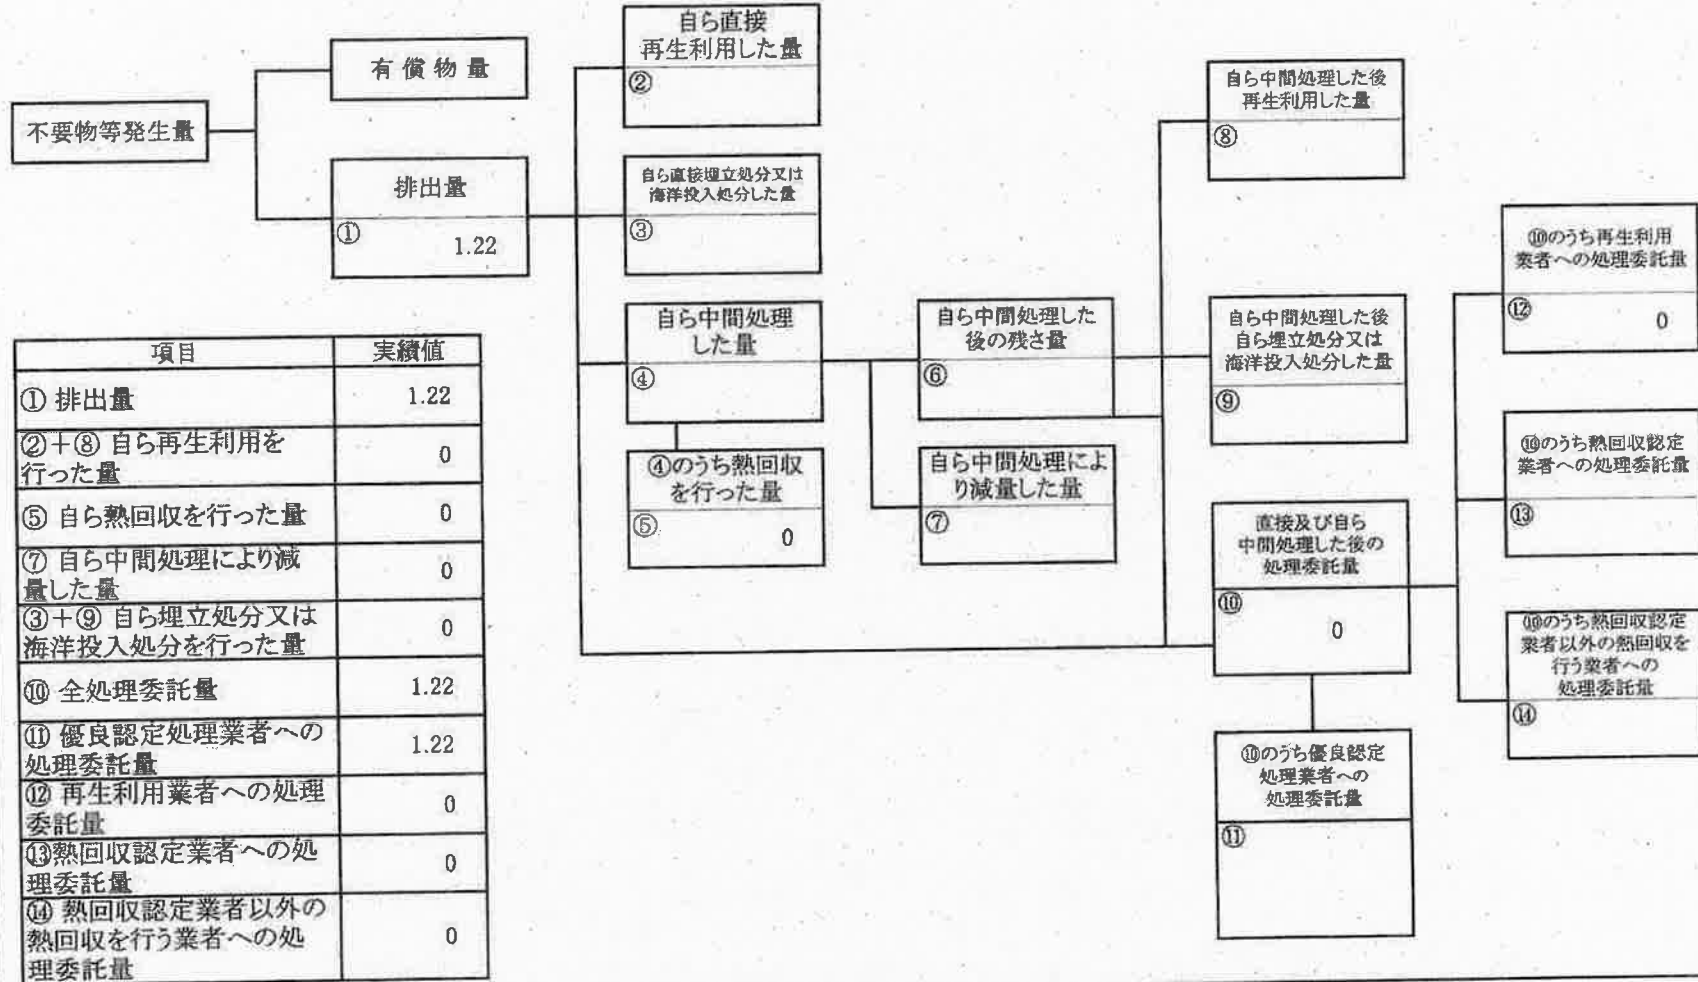 不要物等発生量
有償物量
排出量
①
1.22
自ら直接
再生利用した量
②
自ら直接埋立処分又は
海洋投入処分した量
③
自ら中間処理
した量
④
④のうち熱回収
を行った量
⑤
0
自ら中間処理した
後の残さ量
⑥
自ら中間処理によ
り減量した量
⑦
自ら中間処理した後
再生利用した量
⑧
自ら中間処理した後
自ら埋立処分又は
海洋投入処分した量
⑨
直接及び自ら
中間処理した後の
処理委託量
⑩
0
⑩のうち優良認定
処理業者への
処理委託量
⑪
⑩のうち再生利用
業者への処理委託量
⑫
0
⑩のうち熱回収認定
業者への処理委託量
⑬
⑩のうち熱回収認定
業者以外の熱回収を
行う業者への
処理委託量
⑭
項目 実績値
① 排出量 1.22
②+⑧ 自ら再生利用を
行った量 0
⑤ 自ら熱回収を行った量 0
⑦ 自ら中間処理により減
量した量 0
③+⑨ 自ら埋立処分又は
海洋投入処分を行った量 0
⑩ 全処理委託量 1.22
⑪ 優良認定処理業者への
処理委託量 1.22
⑫ 再生利用業者への処理
委託量 0
⑬熱回収認定業者への処
理委託量 0
⑭ 熱回収認定業者以外の
熱回収を行う業者への処
理委託量 0